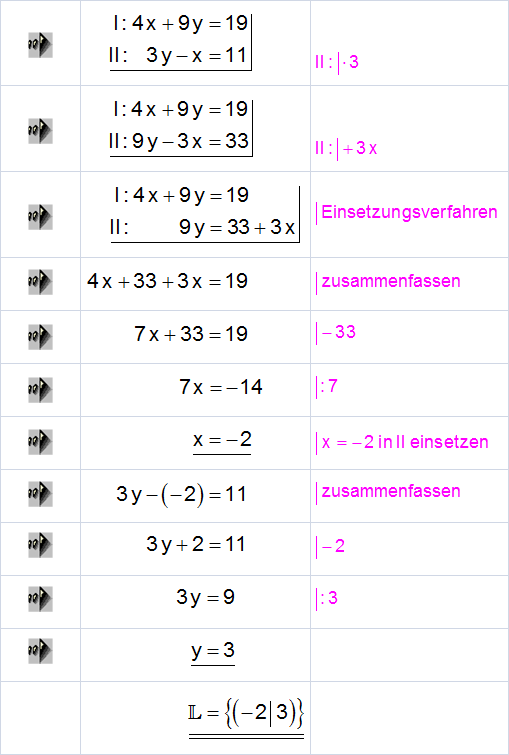 I: 4x + 9y = 19
II: 3y − x = 11
II: | · 3
I: 4x + 9y = 19
II: 9y − 3x = 33
II: | + 3x
I: 4x + 9y = 19
II: 9y = 33 + 3x
| Einsetzungsverfahren
4x + 33 + 3x = 19
| zusammenfassen
7x + 33 = 19
| − 33
7x = −14
| : 7
x = −2
| x = −2 in II einsetzen
3y − (−2) = 11
| zusammenfassen
3y + 2 = 11
| − 2
3y = 9
| : 3
y = 3
𝕃 = {(−2|3)}